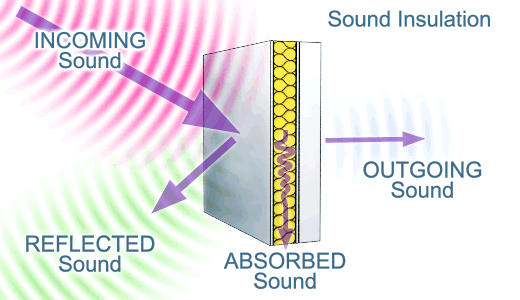 Sound Insulation
INCOMING
Sound
OUTGOING
Sound
REFLECTED
Sound
ABSORBED
Sound